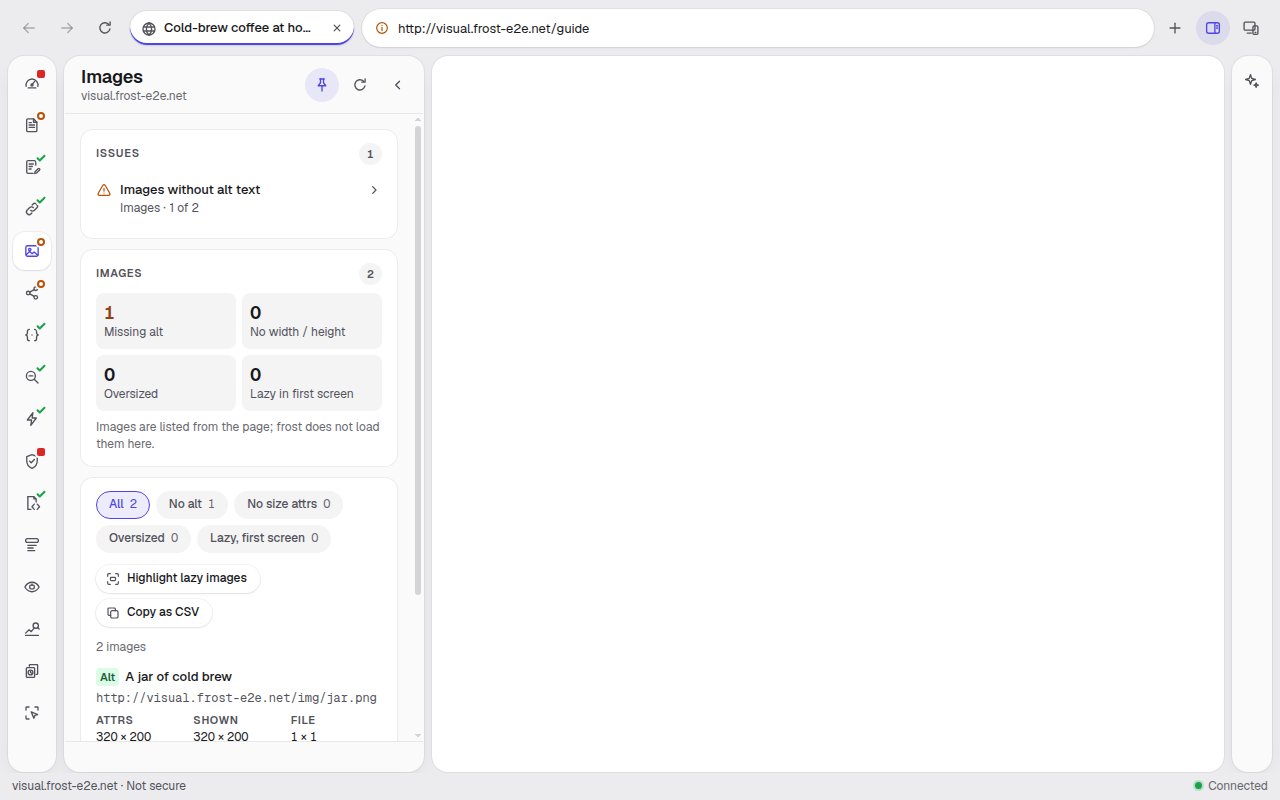 Cold-brew coffee at ho...
http://visual.frost-e2e.net/guide
Images
visual.frost-e2e.net
ISSUES 1
Images without alt text
Images · 1 of 2
IMAGES 2
1 0
Missing alt No width / height
0 0
Oversized Lazy in first screen
Images are listed from the page; frost does not load
them here.
All 2 No alt 1 No size attrs 0
Oversized 0 Lazy, first screen 0
Highlight lazy images
Copy as CSV
2 images
Alt A jar of cold brew
http://visual.frost-e2e.net/img/jar.png
ATTRS SHOWN FILE
320 × 200 320 × 200 1 × 1
visual.frost-e2e.net · Not secure Connected